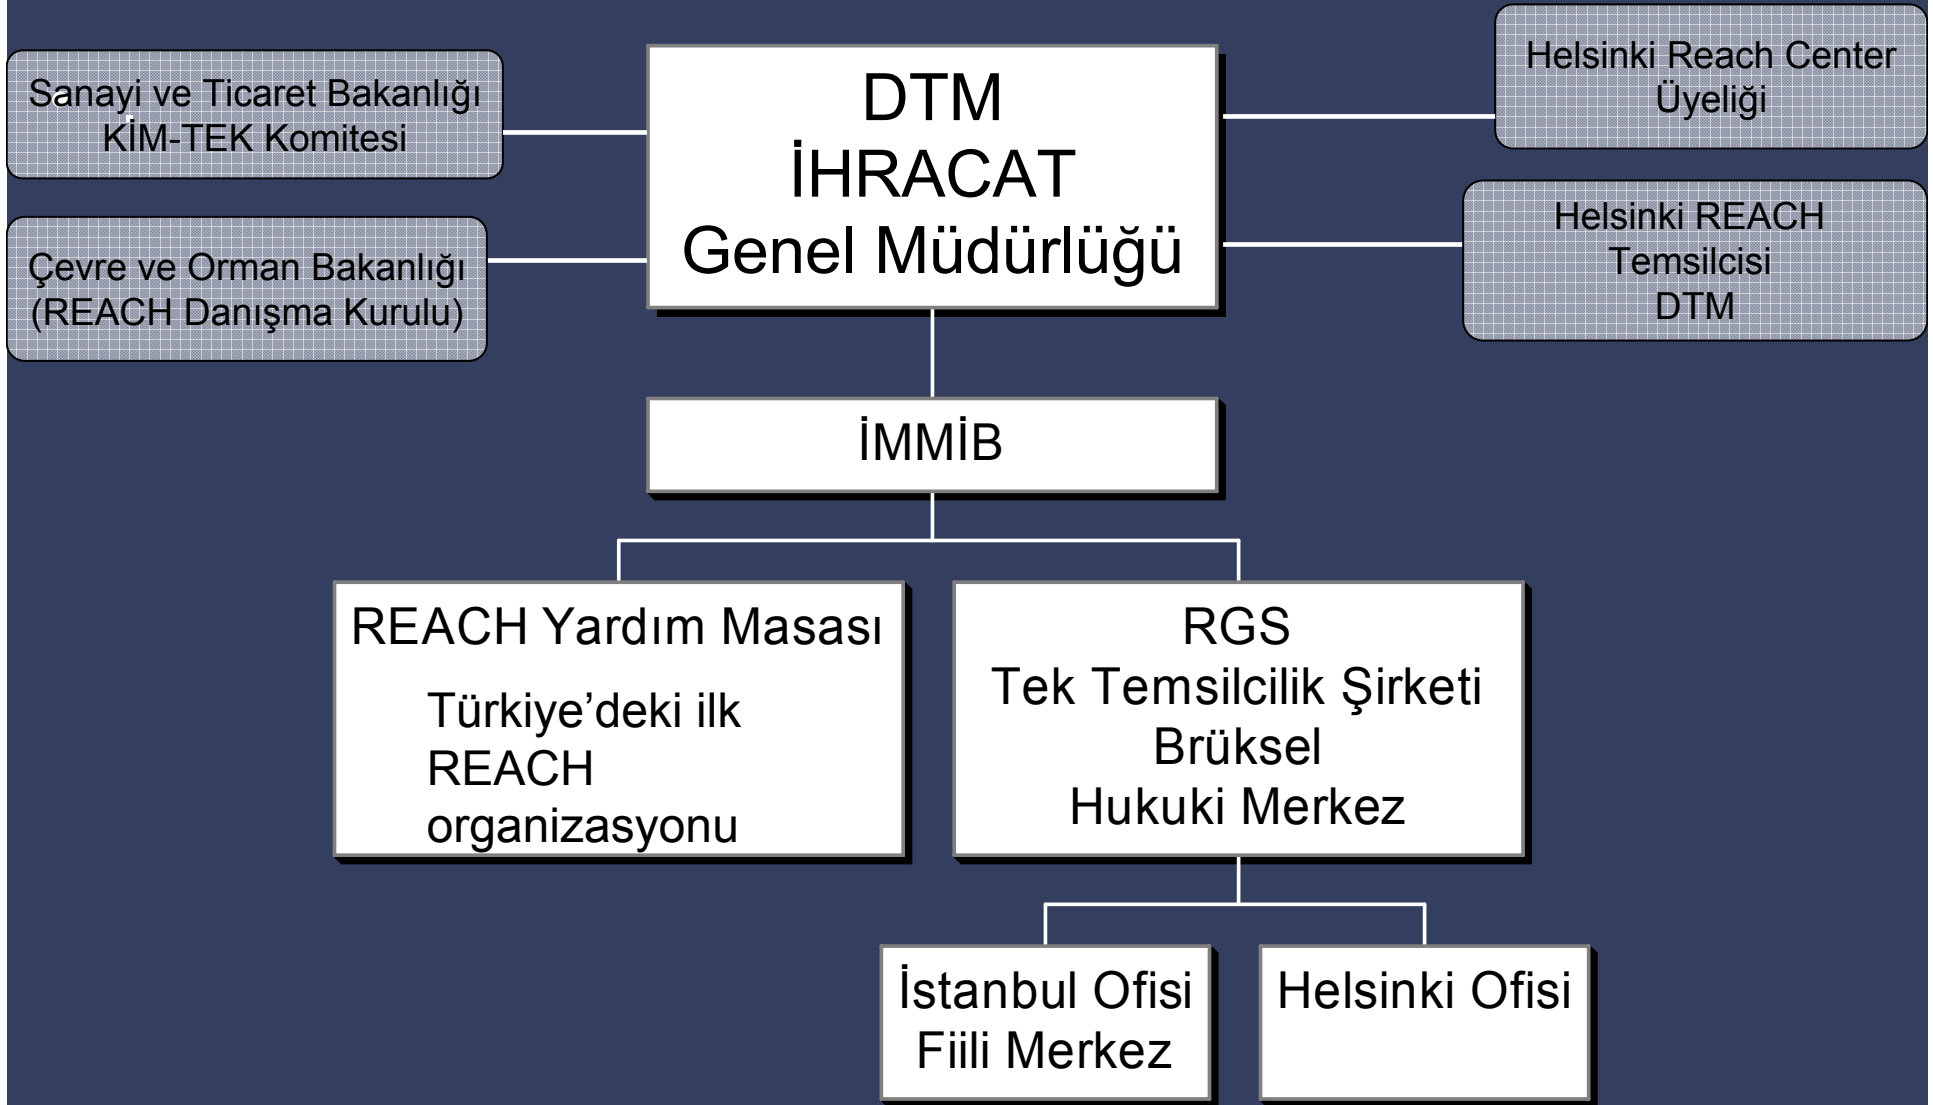 Sanayi ve Ticaret Bakanlığı
KİM-TEK Komitesi
Çevre ve Orman Bakanlığı
(REACH Danışma Kurulu)
DTM
İHRACAT
Genel Müdürlüğü
Helsinki Reach Center
Üyeliği
Helsinki REACH
Temsilcisi
DTM
İMMİB
REACH Yardım Masası
Türkiye’deki ilk
REACH
organizasyonu
RGS
Tek Temsilcilik Şirketi
Brüksel
Hukuki Merkez
İstanbul Ofisi
Fiili Merkez
Helsinki Ofisi